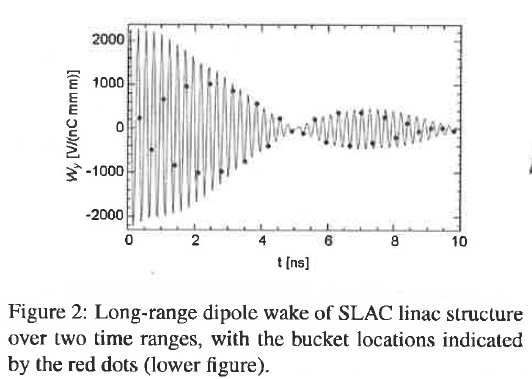 2000
1000
0
-1000
-2000
W_y [V/(nC mm m)]
0 2 4 6 8 10
t [ns]
Figure 2: Long-range dipole wake of SLAC linac structure
over two time ranges, with the bucket locations indicated
by the red dots (lower figure).